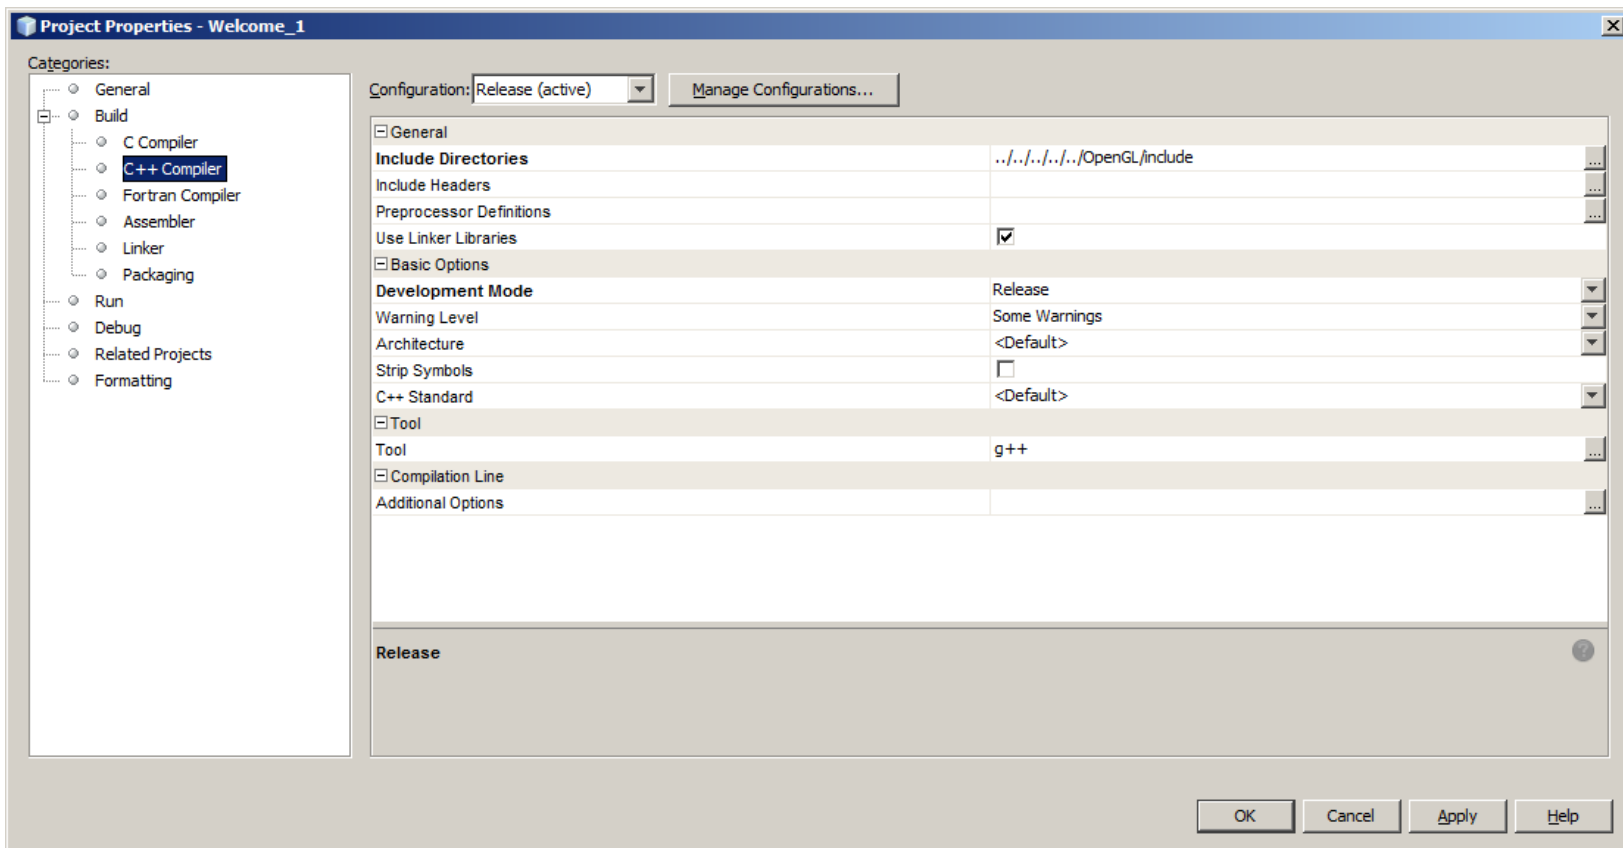 Project Properties - Welcome_1
Categories:
General
Build
C Compiler
C++ Compiler
Fortran Compiler
Assembler
Linker
Packaging
Run
Debug
Related Projects
Formatting
Configuration: Release (active) Manage Configurations...
General
Include Directories ../../../../../OpenGL/include ...
Include Headers ...
Preprocessor Definitions ...
Use Linker Libraries
Basic Options
Development Mode Release
Warning Level Some Warnings
Architecture <Default>
Strip Symbols
C++ Standard <Default>
Tool
Tool g++ ...
Compilation Line
Additional Options ...
Release ?
OK Cancel Apply Help